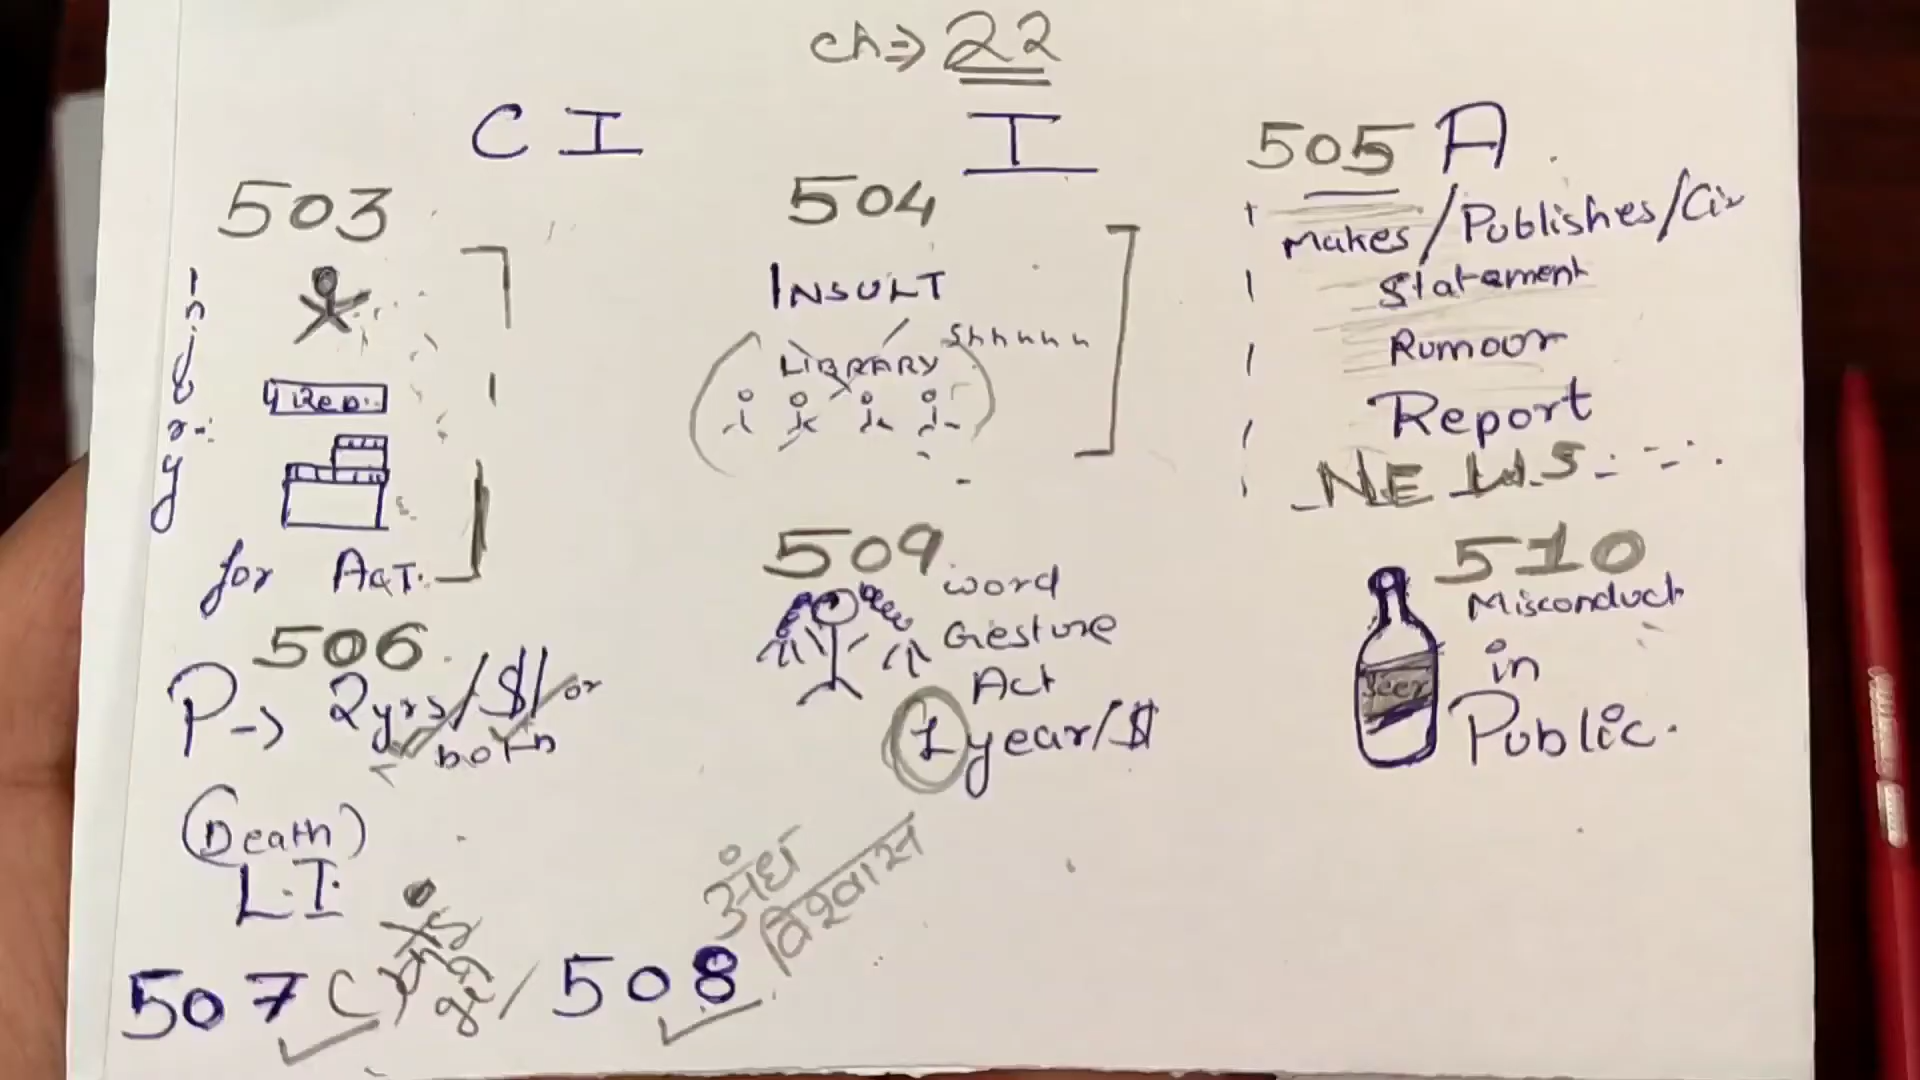 Ch => 22
C I
I
505 A
Makes/Publishes/Cir
Statement
Rumoor
Report
NEWS
503
Injury
Rep.
for Act.
504
INSULT
Shhhhh
LIBRARY
506
P -> 2yrs/$/or
both
(Death)
L.I.
509
word
Gesture
Act
1 year/$
510
Misconduct
in
Public.
Beer
507
/ 508
अंध
विश्वास